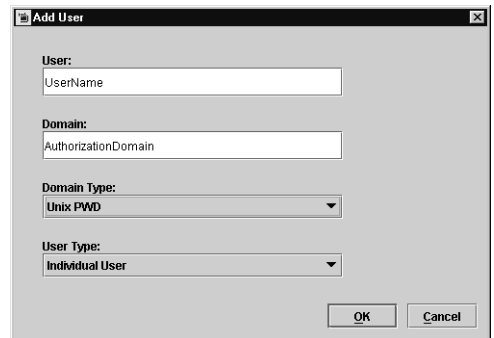 Add User
User:
UserName
Domain:
AuthorizationDomain
Domain Type:
Unix PWD
User Type:
Individual User
OK Cancel